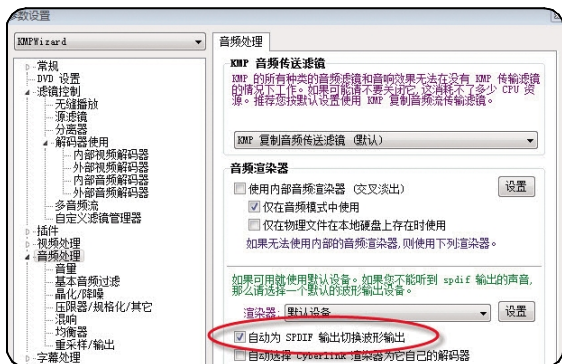 参数设置
KMPWizard
常规
DVD 设置
滤镜控制
无缝播放
源滤镜
分离器
解码器使用
内部视频解码器
外部视频解码器
内部音频解码器
外部音频解码器
多音频流
自定义滤镜管理器
插件
视频处理
音频处理
音量
基本音频过滤
晶化/降噪
压限器/规格化/其它
混响
均衡器
重采样/输出
字幕处理
音频处理
KMP 音频传送滤镜
KMP 的所有种类的音频滤镜和音响效果无法在没有 KMP 传输滤镜
的情况下工作。如果可能请不要关闭它,这消耗不了多少 CPU 资
源。推荐您按默认设置使用 KMP 复制音频流传输滤镜。
KMP 复制音频传送滤镜 (默认)
音频渲染器
使用内部音频渲染器 (交叉淡出)
设置
仅在音频模式中使用
仅在物理文件在本地硬盘上存在时使用
如果无法使用内部的音频渲染器,则使用下列渲染器。
如果可用就使用默认设备。如果您不能听到 spdif 输出的声音,
那么请选择一个默认的波形输出设备。
渲染器: 默认设备
设置
自动为 SPDIF 输出切换波形输出
自动选择 Cyberlink 渲染器为它自己的解码器